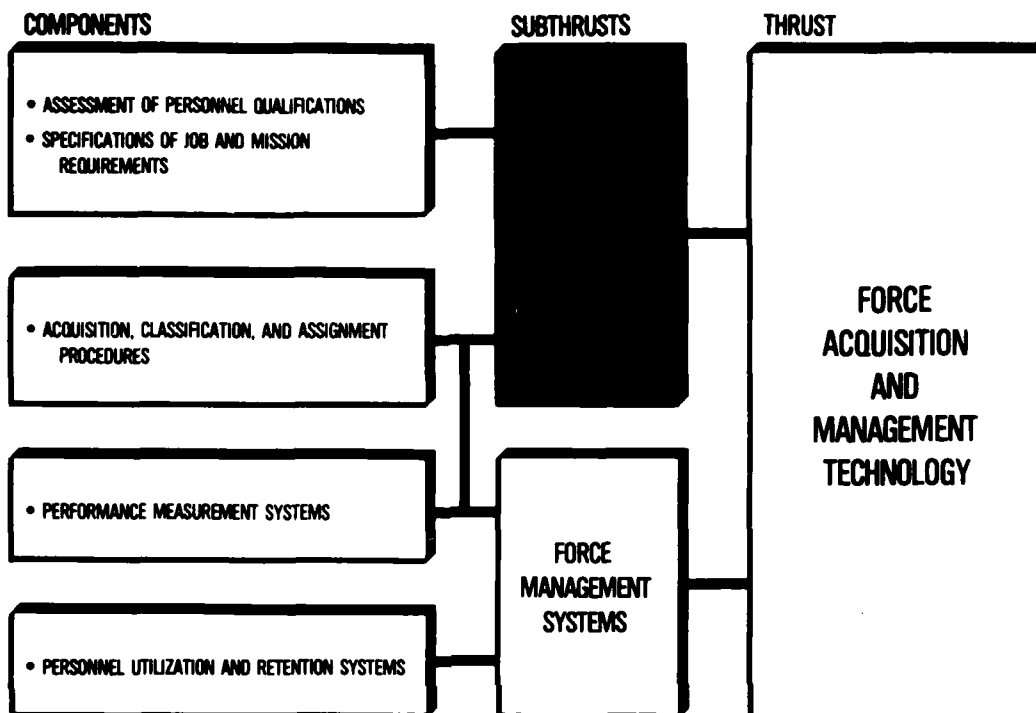 COMPONENTS
SUBTHRUSTS
THRUST
• ASSESSMENT OF PERSONNEL QUALIFICATIONS
• SPECIFICATIONS OF JOB AND MISSION
REQUIREMENTS
• ACQUISITION, CLASSIFICATION, AND ASSIGNMENT
PROCEDURES
• PERFORMANCE MEASUREMENT SYSTEMS
• PERSONNEL UTILIZATION AND RETENTION SYSTEMS
FORCE
MANAGEMENT
SYSTEMS
FORCE
ACQUISITION
AND
MANAGEMENT
TECHNOLOGY